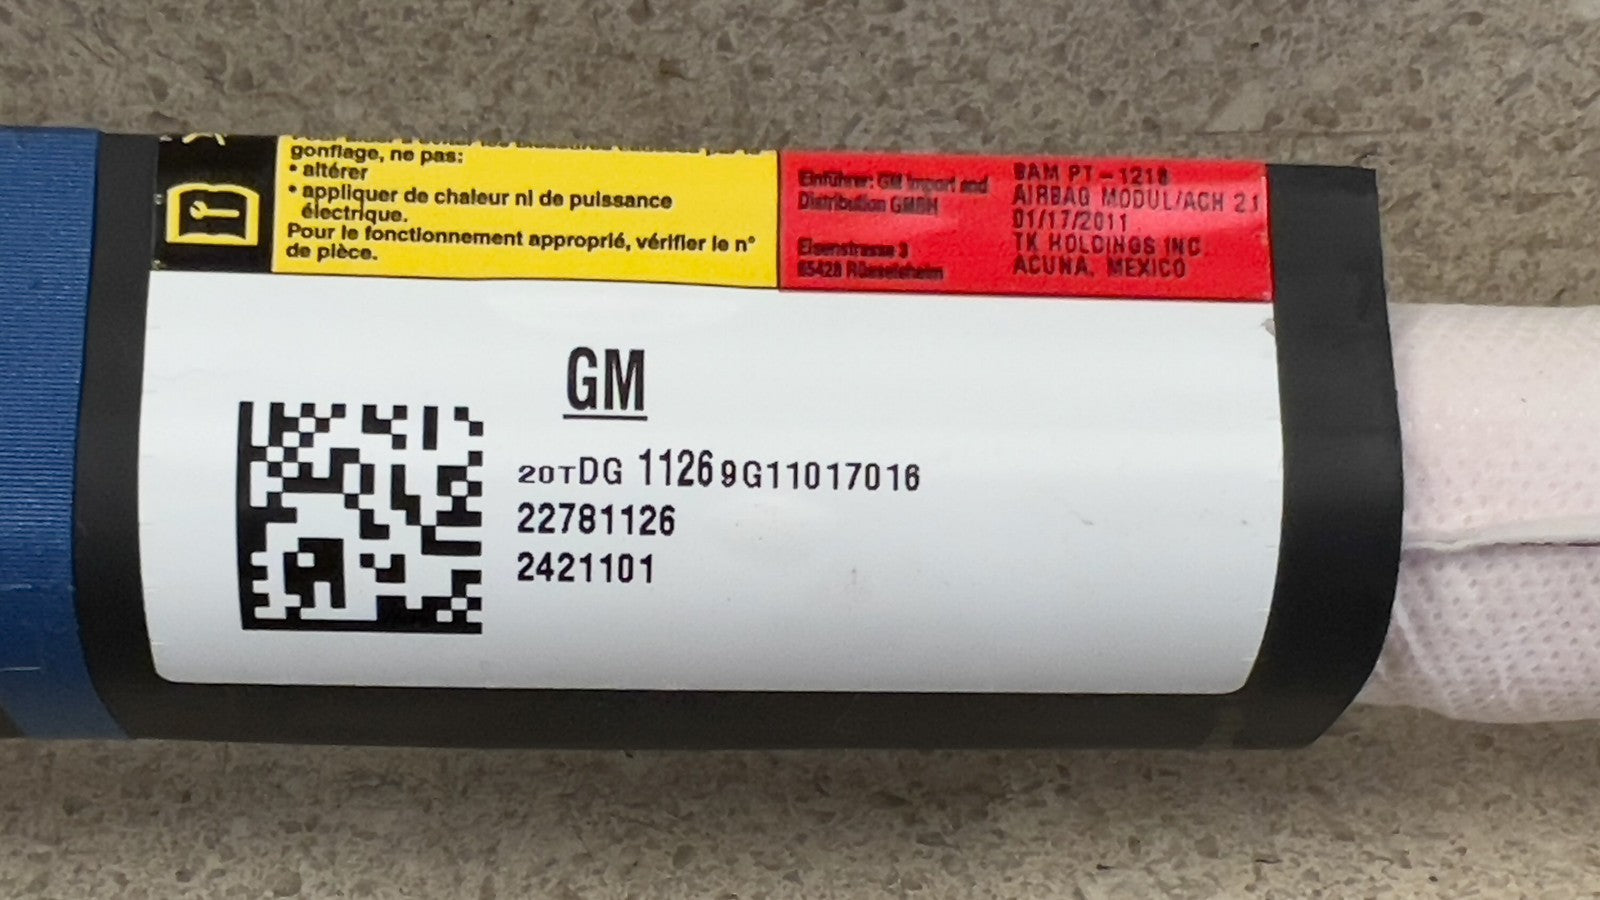 gonflage, ne pas:
• altérer
• appliquer de chaleur ni de puissance
électrique.
Pour le fonctionnement approprié, vérifier le n°
de pièce.
Einführer: GM Import and
Distribution GMBH
Eisenstrasse 3
65428 Rüsselsheim
BAM PT - 1218
AIRBAG MODUL/ACH 2.1
01/17/2011
TK HOLDINGS INC.
ACUNA, MEXICO
GM
20TDG 11269G11017016
22781126
2421101